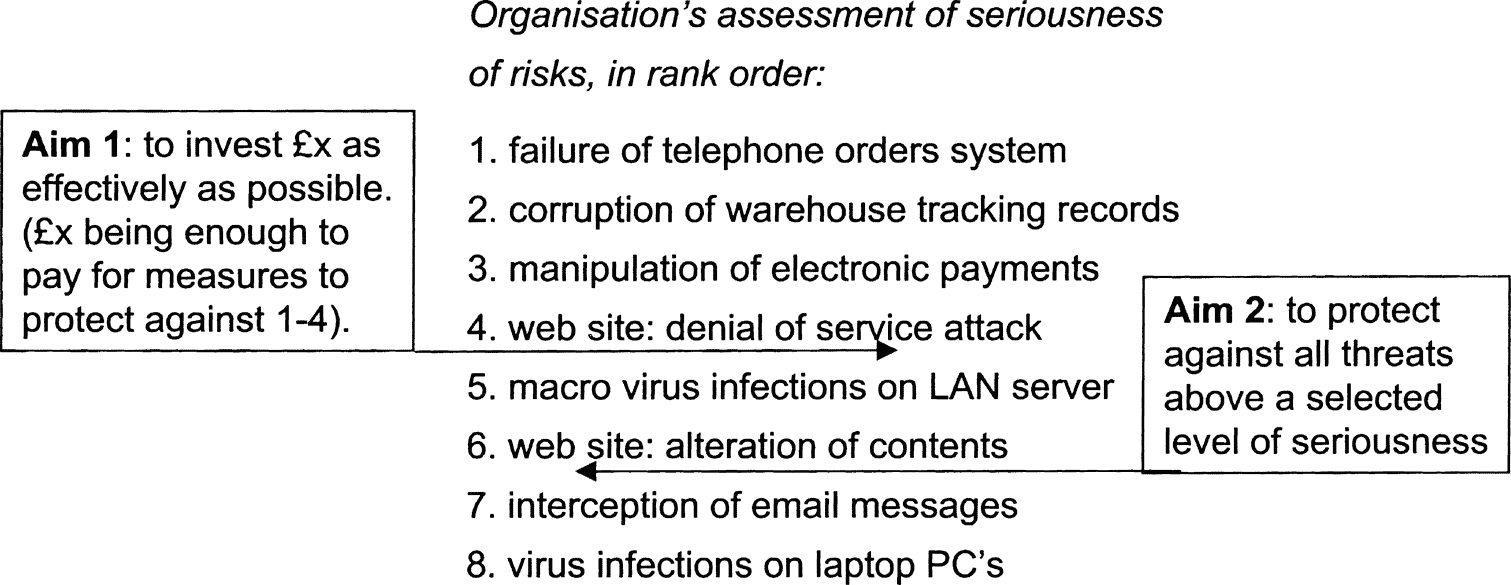 Organisation's assessment of seriousness
of risks, in rank order:
Aim 1: to invest £x as
effectively as possible.
(£x being enough to
pay for measures to
protect against 1-4).
1. failure of telephone orders system
2. corruption of warehouse tracking records
3. manipulation of electronic payments
4. web site: denial of service attack
5. macro virus infections on LAN server
6. web site: alteration of contents
7. interception of email messages
8. virus infections on laptop PC's
Aim 2: to protect
against all threats
above a selected
level of seriousness